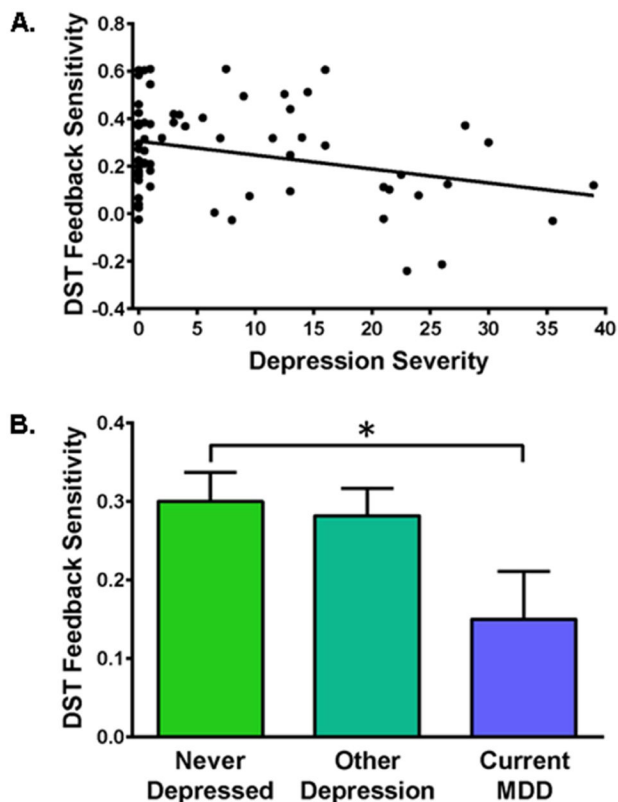 A.
DST Feedback Sensitivity
0.8
0.6
0.4
0.2
0.0
-0.2
-0.4
0 5 10 15 20 25 30 35 40
Depression Severity
B.
DST Feedback Sensitivity
0.4
0.3
0.2
0.1
0.0
*
Never Depressed
Other Depression
Current MDD